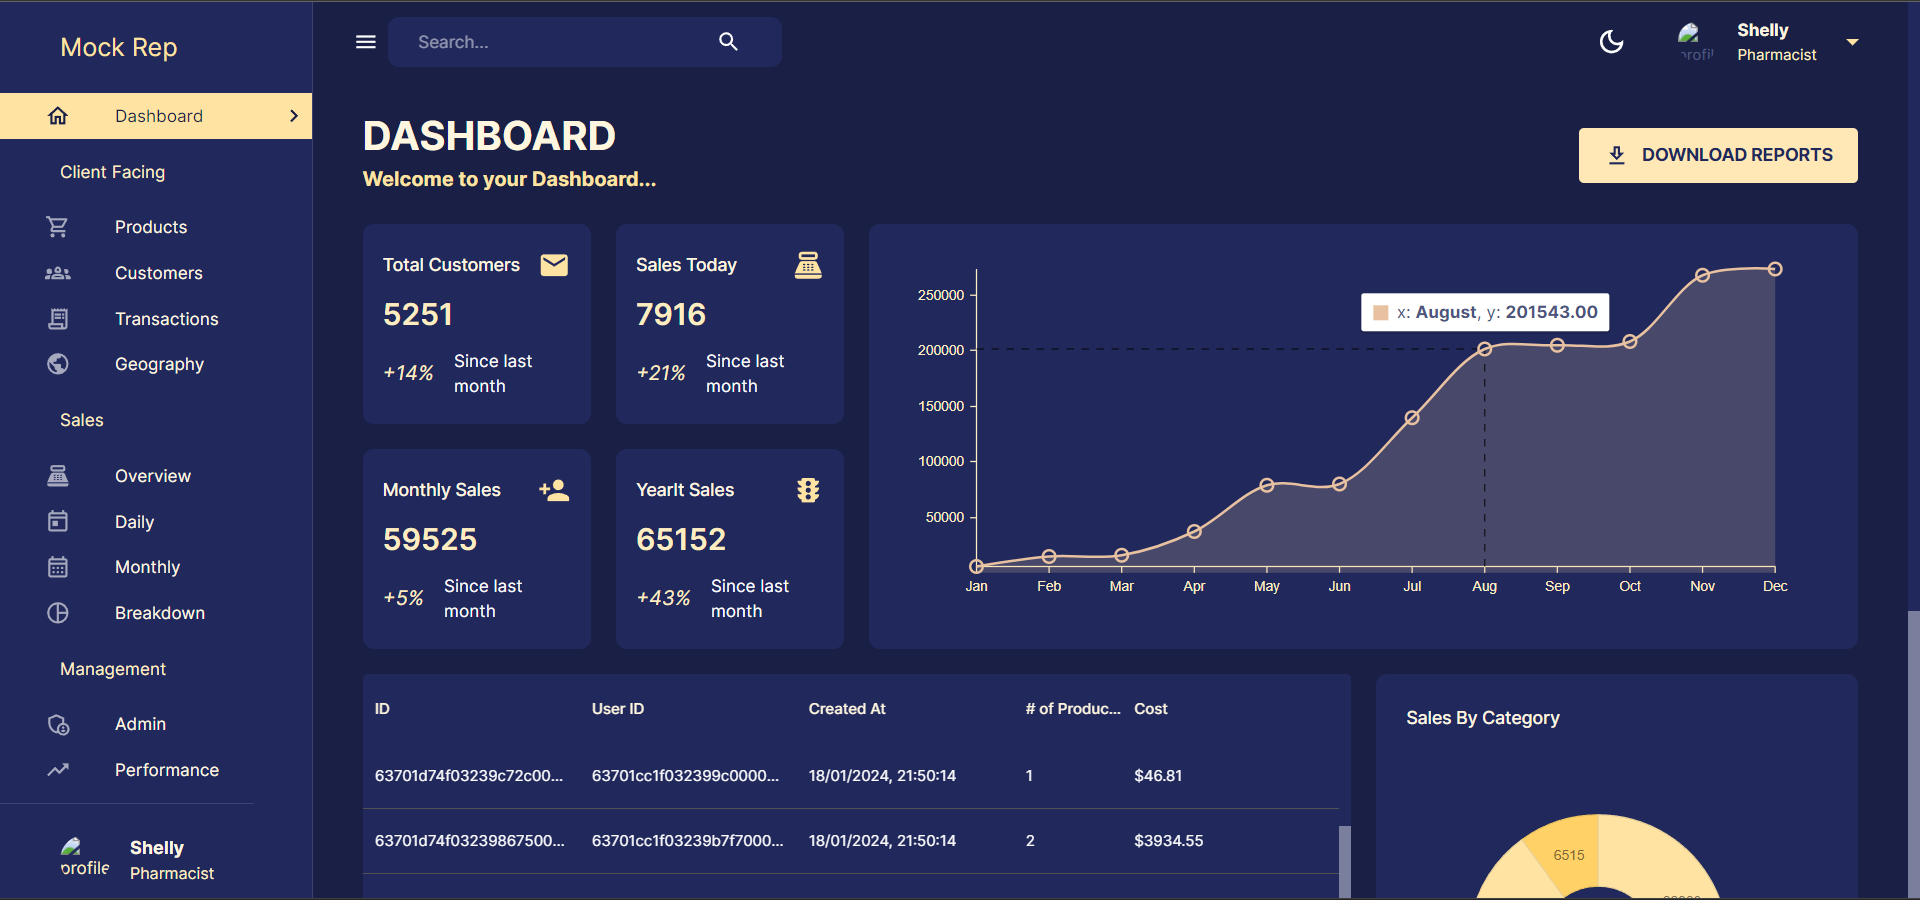 Mock Rep
Dashboard
Client Facing
Products
Customers
Transactions
Geography
Sales
Overview
Daily
Monthly
Breakdown
Management
Admin
Performance
profile
Shelly
Pharmacist
Search...
profil
Shelly
Pharmacist
DASHBOARD
Welcome to your Dashboard...
DOWNLOAD REPORTS
Total Customers
5251
+14%
Since last
month
Sales Today
7916
+21%
Since last
month
Monthly Sales
59525
+5%
Since last
month
Yearlt Sales
65152
+43%
Since last
month
250000
200000
150000
100000
50000
x: August, y: 201543.00
Jan Feb Mar Apr May Jun Jul Aug Sep Oct Nov Dec
ID User ID Created At # of Produc... Cost
63701d74f03239c72c00... 63701cc1f032399c0000... 18/01/2024, 21:50:14 1 $46.81
63701d74f03239867500... 63701cc1f03239b7f7000... 18/01/2024, 21:50:14 2 $3934.55
Sales By Category
6515